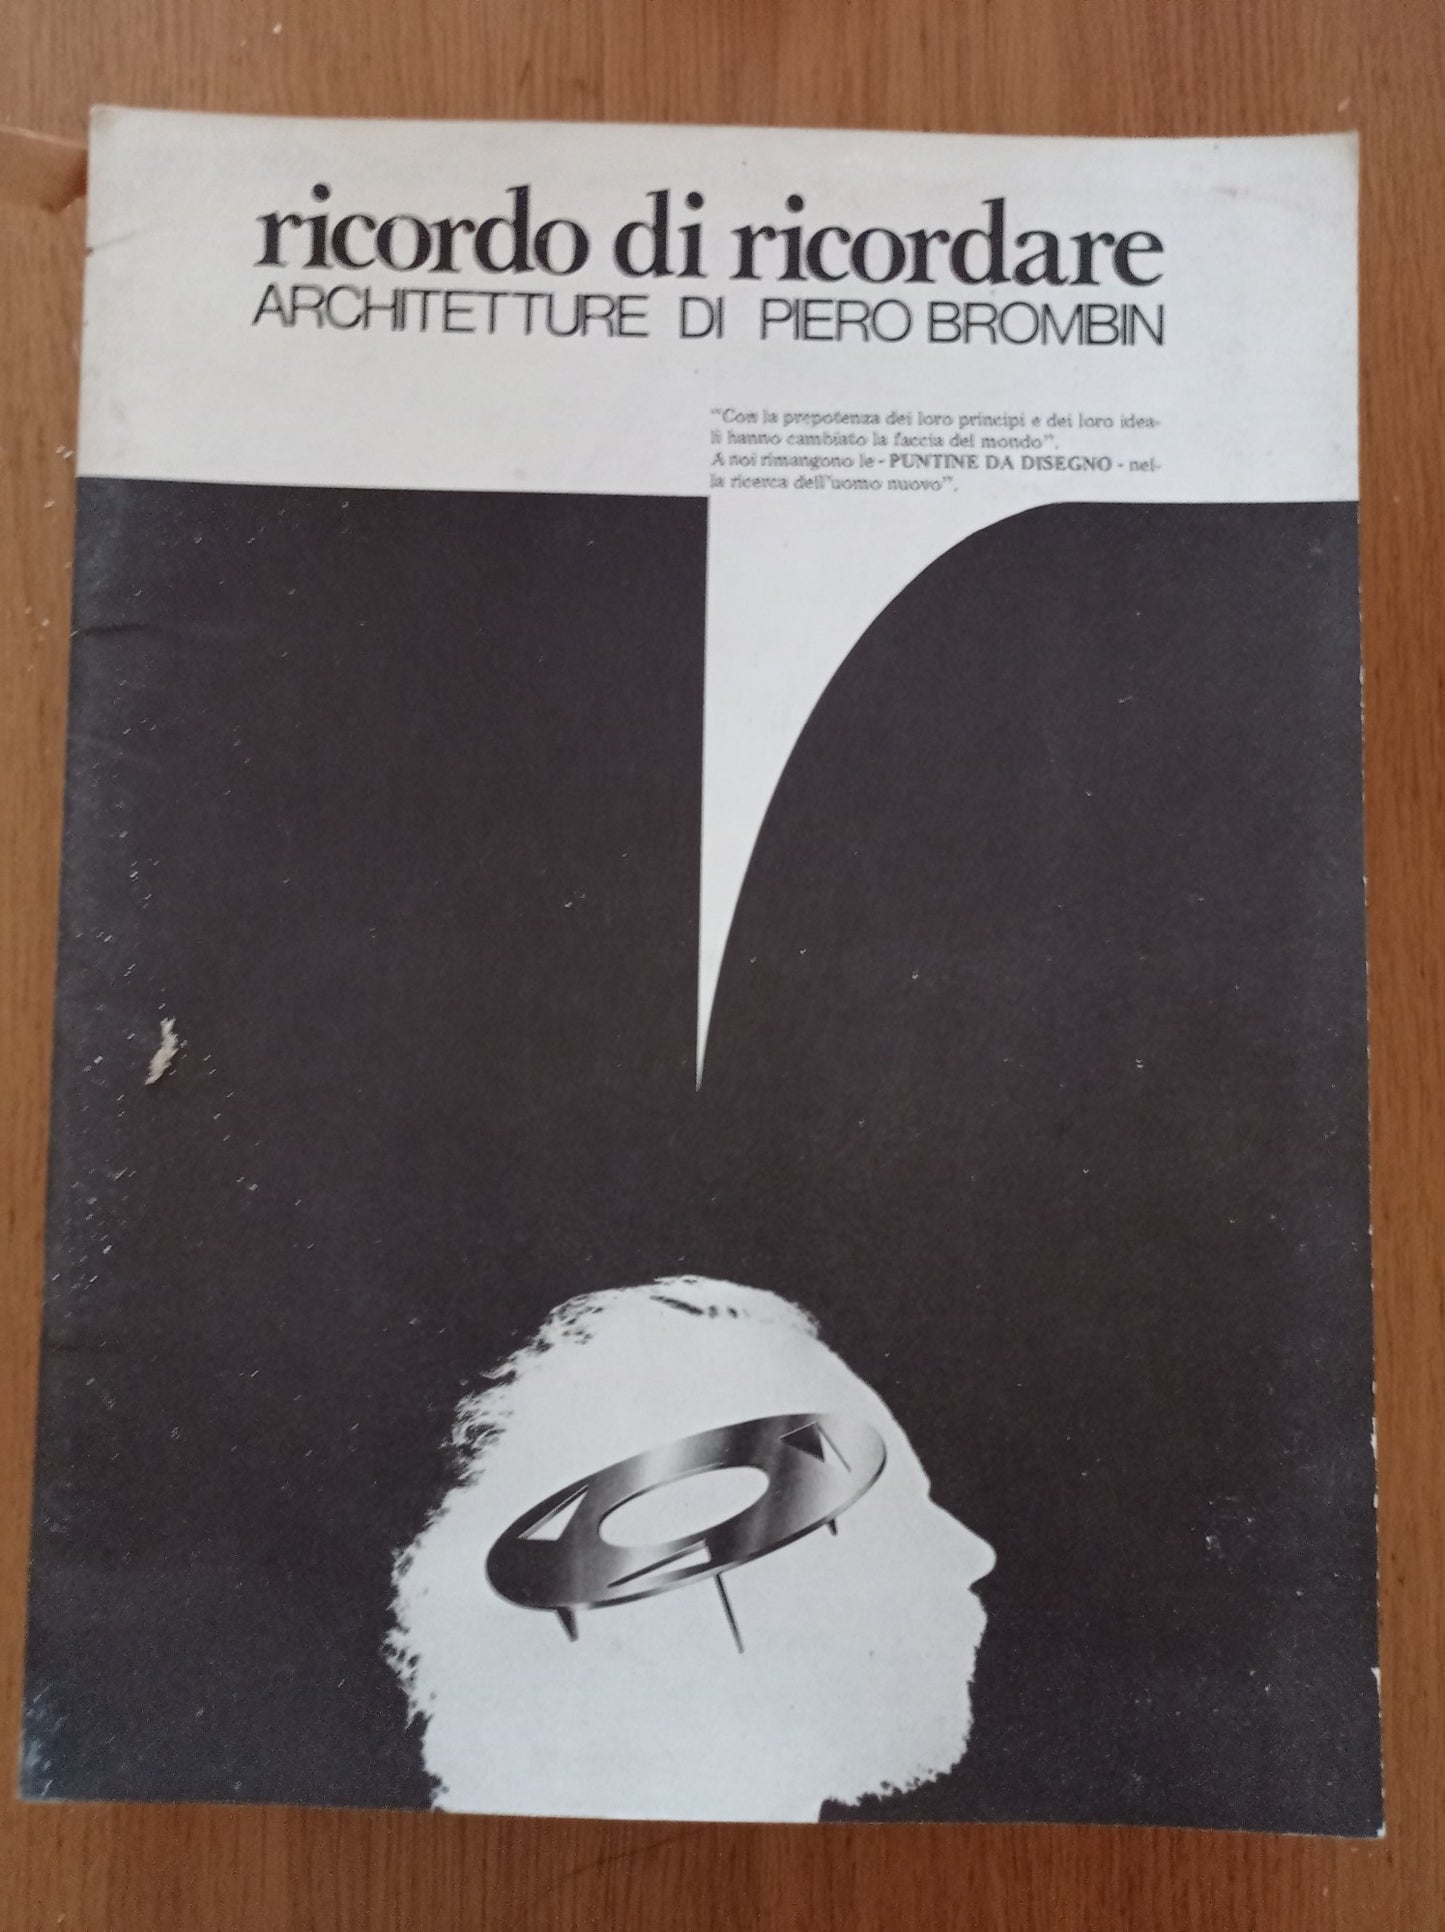 ricordo di ricordare
ARCHITETTURE DI PIERO BROMBIN
"Con la prepotenza dei loro principi e dei loro idea-
li hanno cambiato la faccia del mondo".
A noi rimangono le - PUNTINE DA DISEGNO - nel-
la ricerca dell'uomo nuovo".